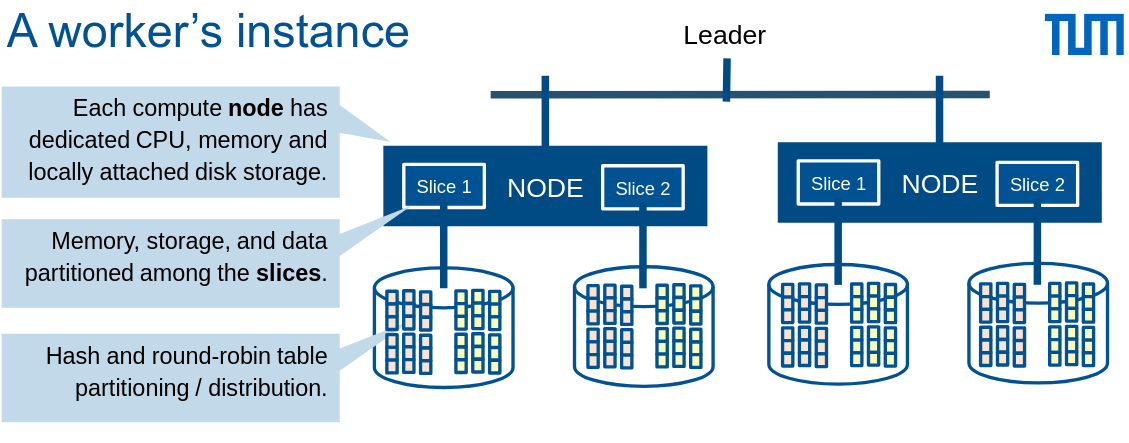 A worker’s instance
Leader
TUM
Each compute node has
dedicated CPU, memory and
locally attached disk storage.
Memory, storage, and data
partitioned among the slices.
Hash and round-robin table
partitioning / distribution.
Slice 1
NODE
Slice 2
Slice 1
NODE
Slice 2